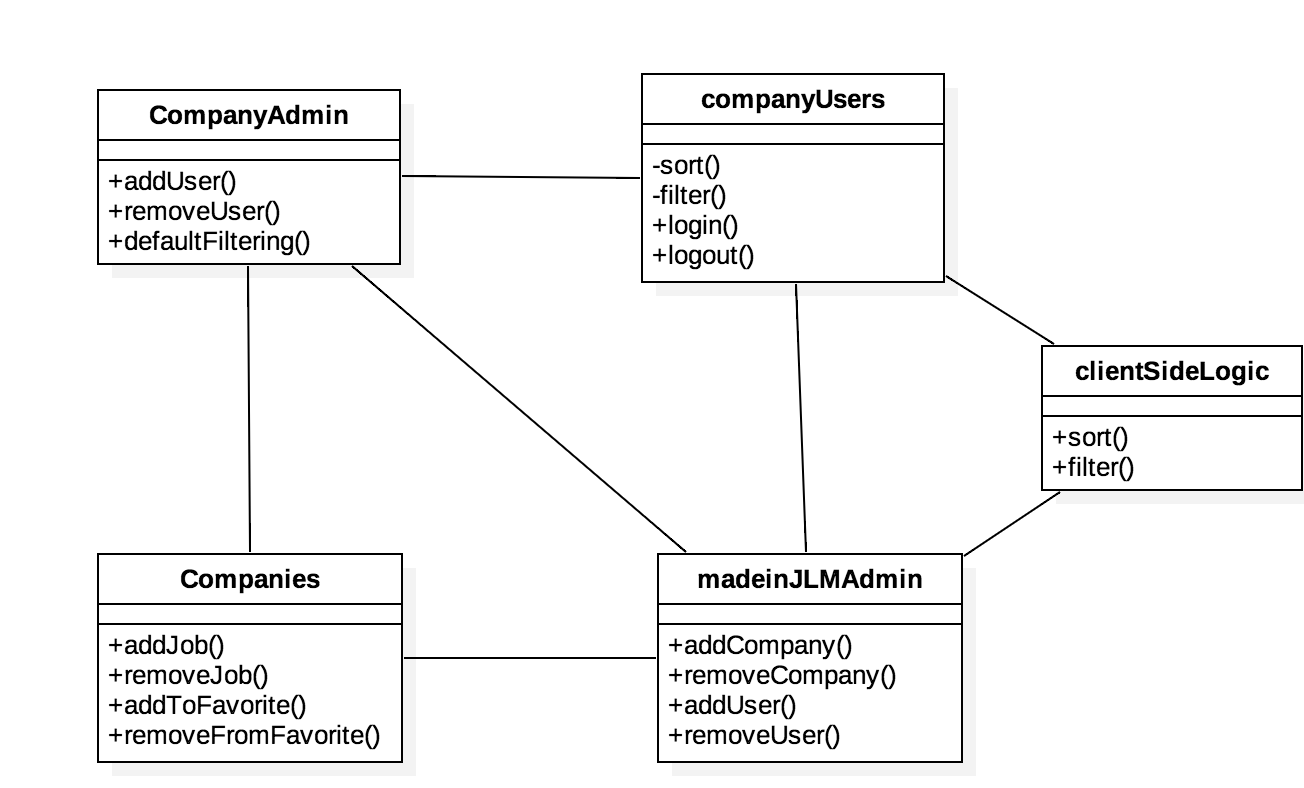 CompanyAdmin
+addUser()
+removeUser()
+defaultFiltering()
companyUsers
-sort()
-filter()
+login()
+logout()
clientSideLogic
+sort()
+filter()
Companies
+addJob()
+removeJob()
+addToFavorite()
+removeFromFavorite()
madeinJLMAdmin
+addCompany()
+removeCompany()
+addUser()
+removeUser()